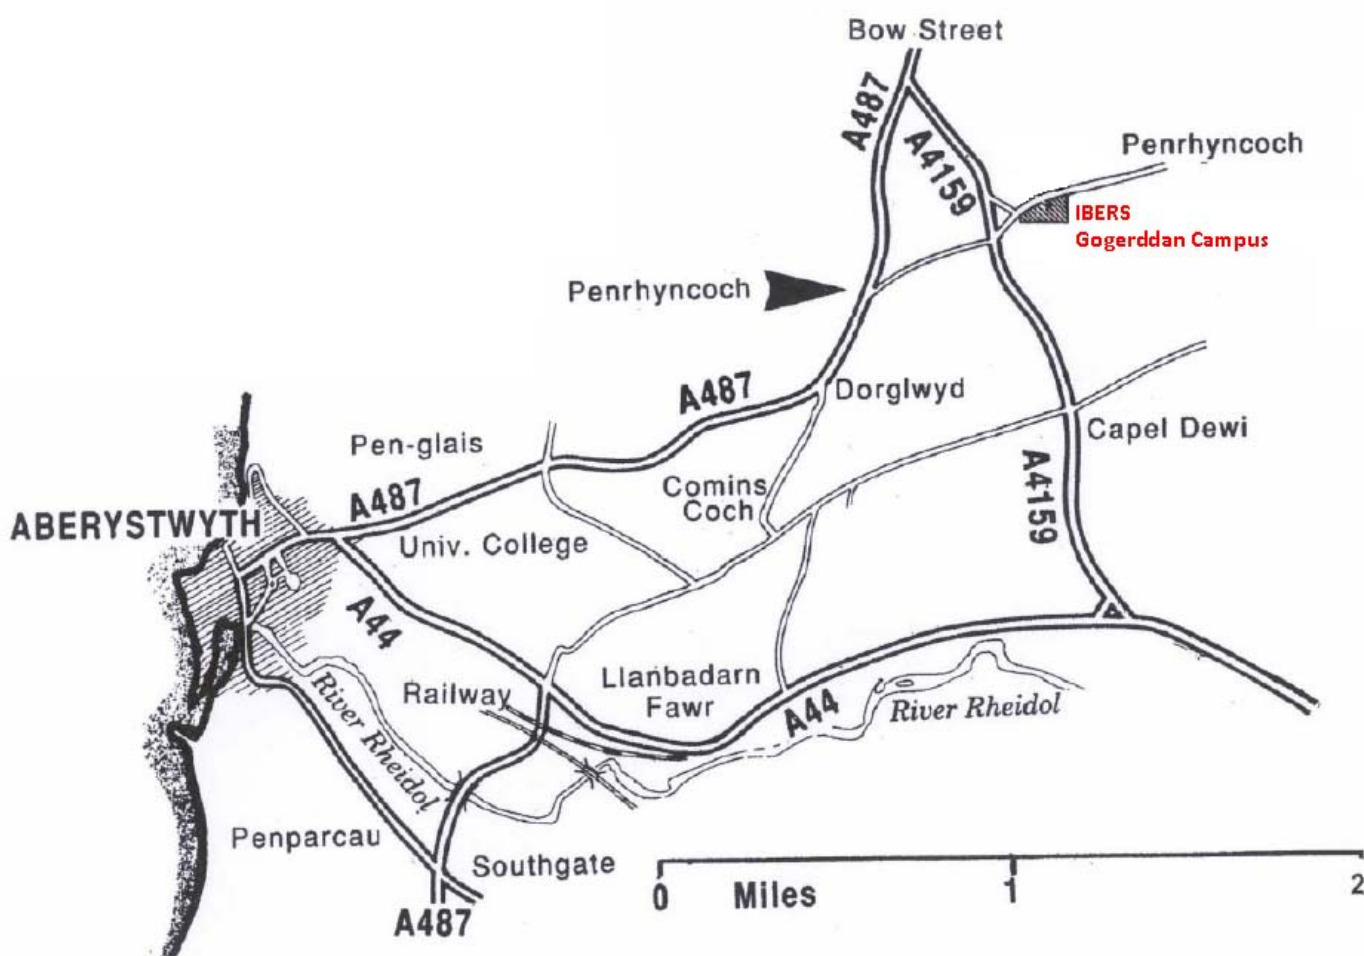 Bow Street
A487
A4159
Penrhyncoch
IBERS
Gogerddan Campus
Penrhyncoch
A487
Dorglwyd
Pen-glais
Capel Dewi
Comins
Coch
A487
A4159
ABERYSTWYTH
Univ. College
A44
Llanbadarn
Fawr
Railway
River Rheidol
A44
River Rheidol
Penparcau
Southgate
A487
0
Miles
1
2